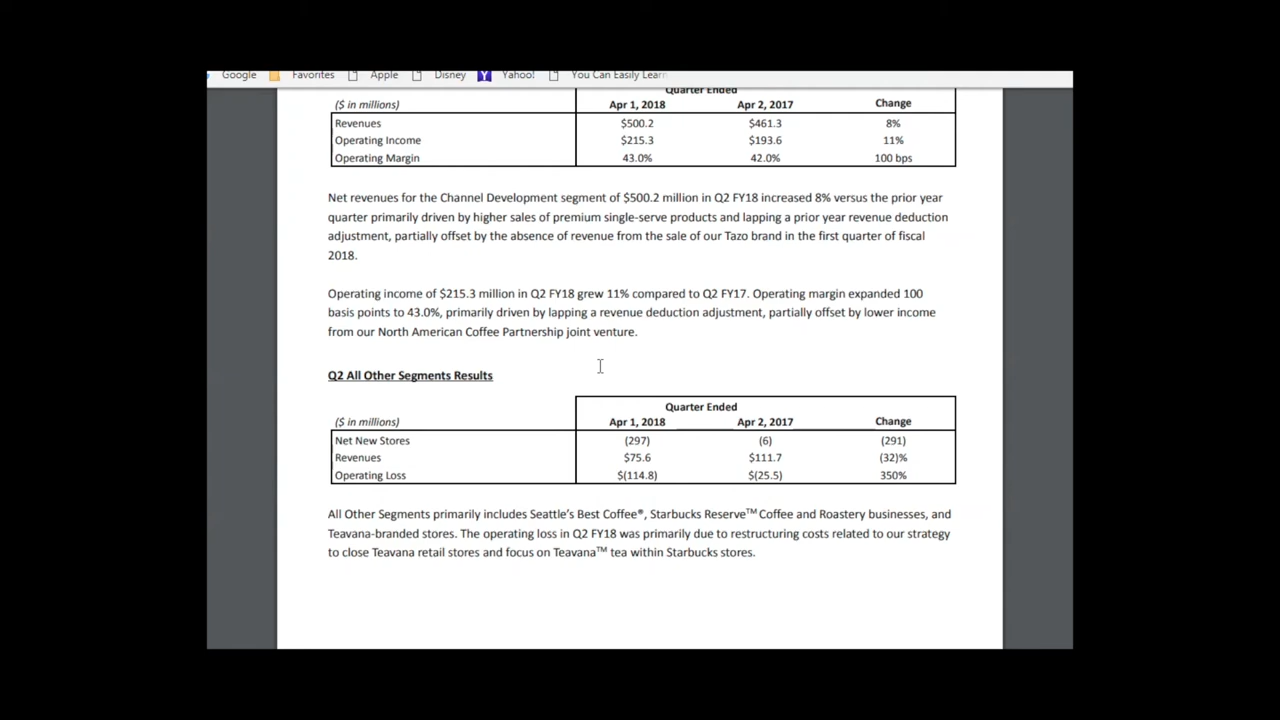 Google Favorites Apple Disney Yahoo! You Can Easily Learn
Quarter Ended
($ in millions) Apr 1, 2018 Apr 2, 2017 Change
Revenues $500.2 $461.3 8%
Operating Income $215.3 $193.6 11%
Operating Margin 43.0% 42.0% 100 bps
Net revenues for the Channel Development segment of $500.2 million in Q2 FY18 increased 8% versus the prior year
quarter primarily driven by higher sales of premium single-serve products and lapping a prior year revenue deduction
adjustment, partially offset by the absence of revenue from the sale of our Tazo brand in the first quarter of fiscal
2018.
Operating income of $215.3 million in Q2 FY18 grew 11% compared to Q2 FY17. Operating margin expanded 100
basis points to 43.0%, primarily driven by lapping a revenue deduction adjustment, partially offset by lower income
from our North American Coffee Partnership joint venture.
Q2 All Other Segments Results
Quarter Ended
($ in millions) Apr 1, 2018 Apr 2, 2017 Change
Net New Stores (297) (6) (291)
Revenues $75.6 $111.7 (32)%
Operating Loss $(114.8) $(25.5) 350%
All Other Segments primarily includes Seattle's Best Coffee®, Starbucks Reserve™ Coffee and Roastery businesses, and
Teavana-branded stores. The operating loss in Q2 FY18 was primarily due to restructuring costs related to our strategy
to close Teavana retail stores and focus on Teavana™ tea within Starbucks stores.